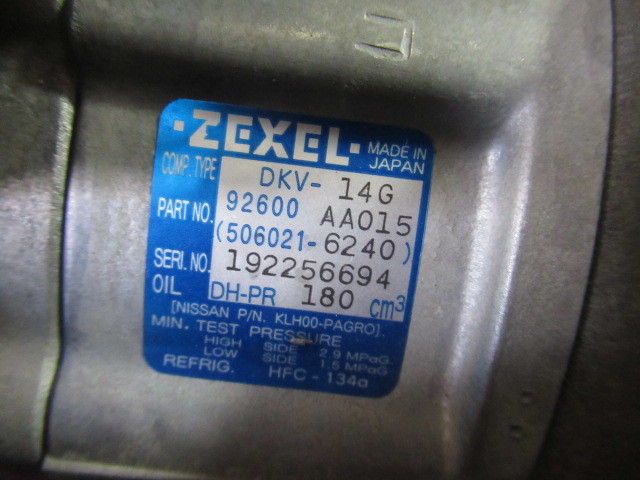 ·ZEXEL· MADE IN JAPAN
COMP. TYPE DKV- 14G
PART NO. 92600 AA015
(506021-6240)
SERI. NO. 192256694
OIL DH-PR 180 cm³
[NISSAN P/N. KLH00-PAGRO]
MIN. TEST PRESSURE
HIGH SIDE 2.9 MPaG
LOW SIDE 1.5 MPaG
REFRIG. HFC-134a